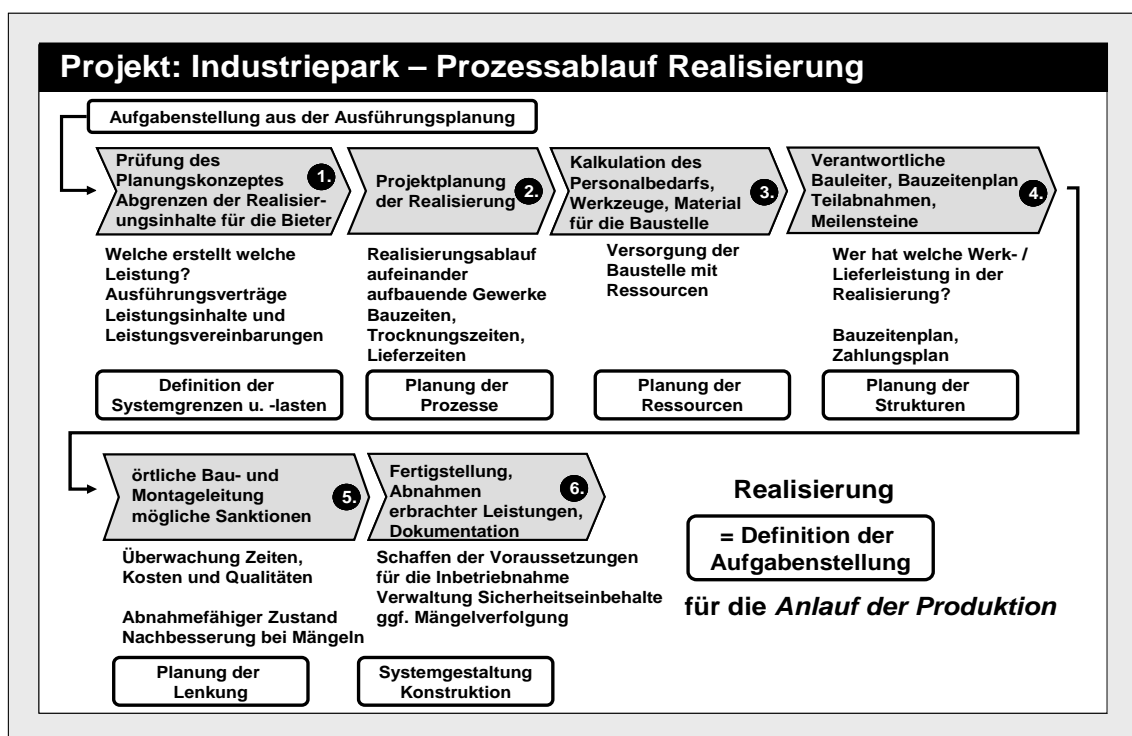 Projekt: Industriepark – Prozessablauf Realisierung
Aufgabenstellung aus der Ausführungsplanung
Prüfung des
Planungskonzeptes
Abgrenzen der Realisier-
ungsinhalte für die Bieter
1.
Projektplanung
der Realisierung
2.
Kalkulation des
Personalbedarfs,
Werkzeuge, Material
für die Baustelle
3.
Verantwortliche
Bauleiter, Bauzeitenplan
Teilabnahmen,
Meilensteine
4.
Welche erstellt welche
Leistung?
Ausführungsverträge
Leistungsinhalte und
Leistungsvereinbarungen
Realisierungsablauf
aufeinander
aufbauende Gewerke
Bauzeiten,
Trocknungszeiten,
Lieferzeiten
Versorgung der
Baustelle mit
Ressourcen
Wer hat welche Werk- /
Lieferleistung in der
Realisierung?
Bauzeitenplan,
Zahlungsplan
Definition der
Systemgrenzen u. -lasten
Planung der
Prozesse
Planung der
Ressourcen
Planung der
Strukturen
örtliche Bau- und
Montageleitung
mögliche Sanktionen
5.
Fertigstellung,
Abnahmen
erbrachter Leistungen,
Dokumentation
6.
Überwachung Zeiten,
Kosten und Qualitäten
Abnahmefähiger Zustand
Nachbesserung bei Mängeln
Schaffen der Voraussetzungen
für die Inbetriebnahme
Verwaltung Sicherheitseinbehalte
ggf. Mängelverfolgung
Planung der
Lenkung
Systemgestaltung
Konstruktion
Realisierung
= Definition der
Aufgabenstellung
für die Anlauf der Produktion